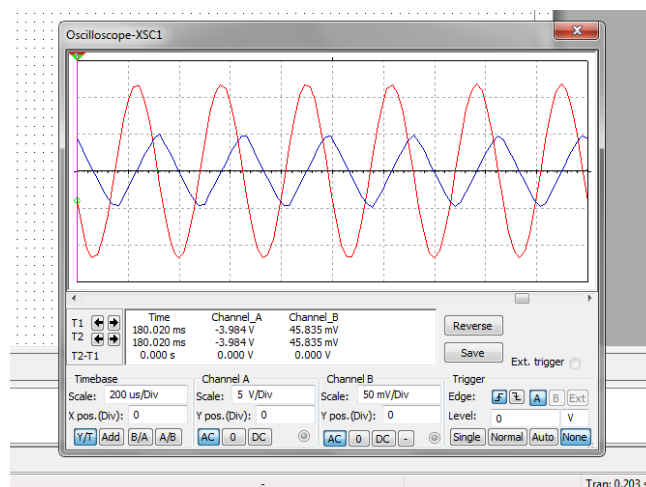 Oscilloscope-XSC1
Time Channel_A Channel_B
T1 180.020 ms -3.984 V 45.835 mV
T2 180.020 ms -3.984 V 45.835 mV
T2-T1 0.000 s 0.000 V 0.000 V
Reverse
Save
Ext. trigger
Timebase Channel A Channel B Trigger
Scale: 200 us/Div Scale: 5 V/Div Scale: 50 mV/Div Edge: A B Ext
X pos.(Div): 0 Y pos.(Div): 0 Y pos.(Div): 0 Level: 0 V
Y/T Add B/A A/B AC 0 DC AC 0 DC - Single Normal Auto None
Tran: 0.203 s